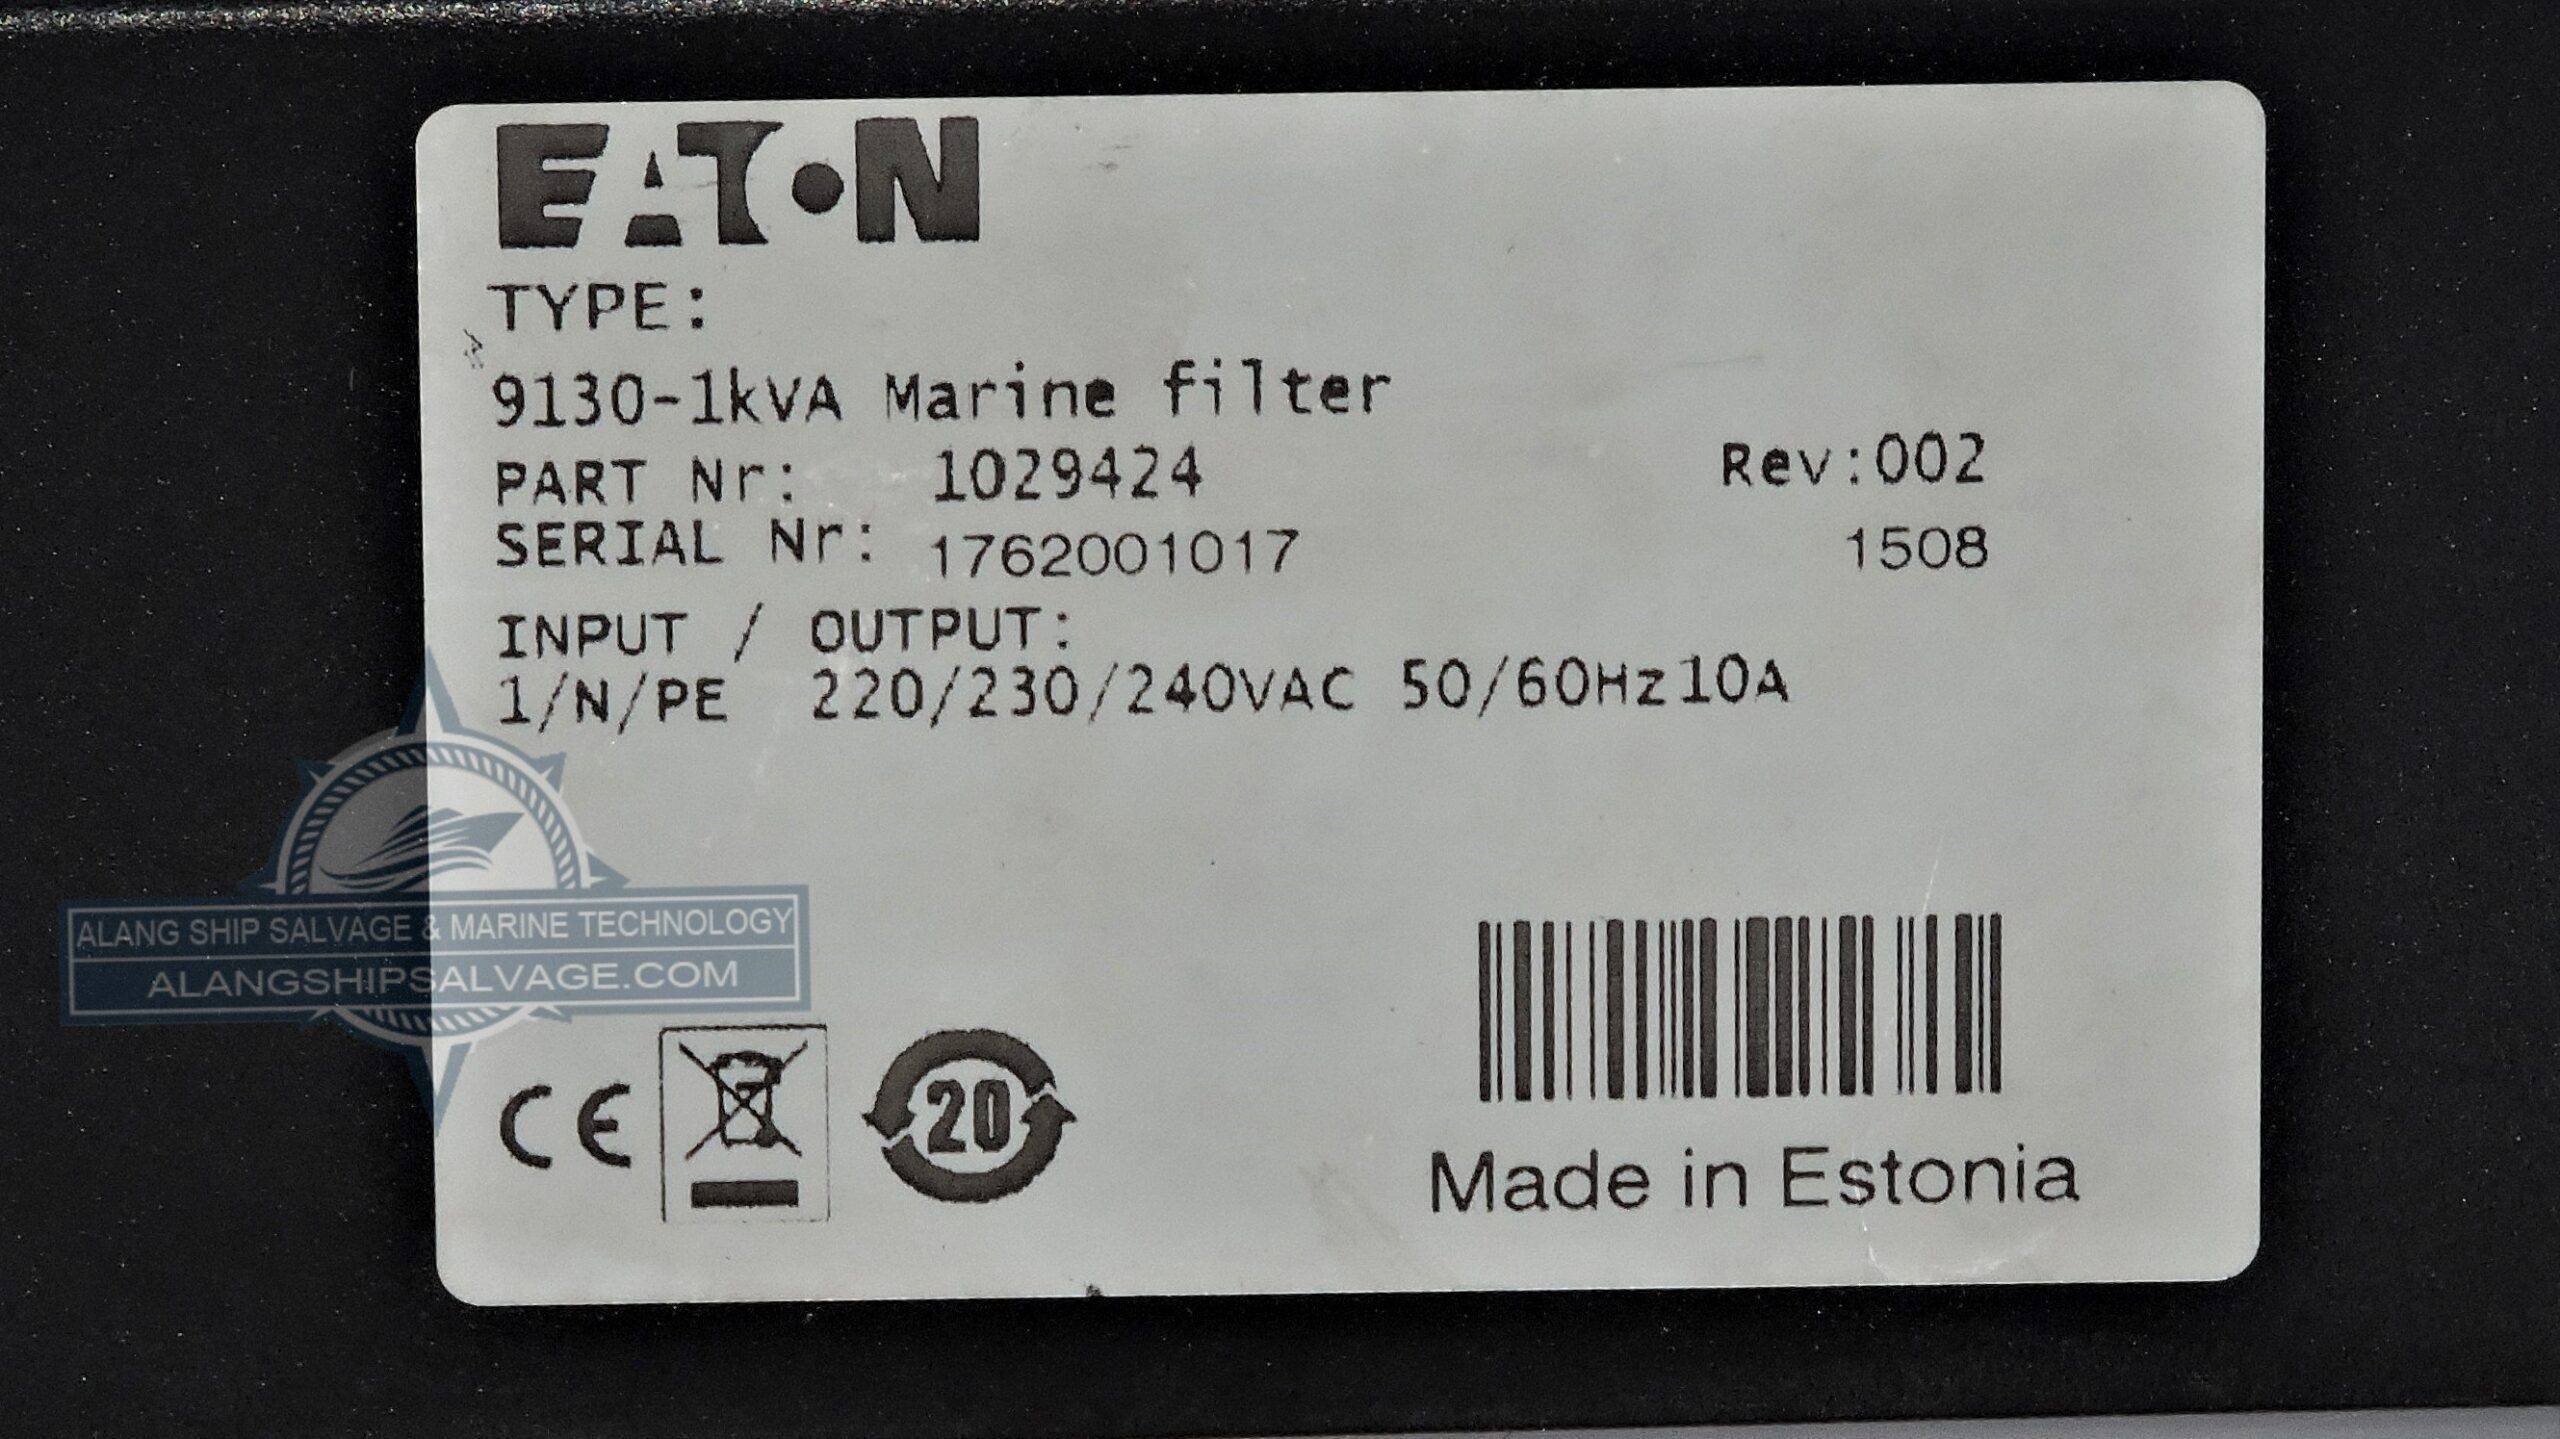 EATON
TYPE:
9130-1kVA Marine filter
PART Nr: 1029424 Rev:002
SERIAL Nr: 1762001017 1508
INPUT / OUTPUT:
1/N/PE 220/230/240VAC 50/60Hz10A
ALANG SHIP SALVAGE & MARINE TECHNOLOGY
ALANGSHIPSALVAGE.COM
CE
20
Made in Estonia